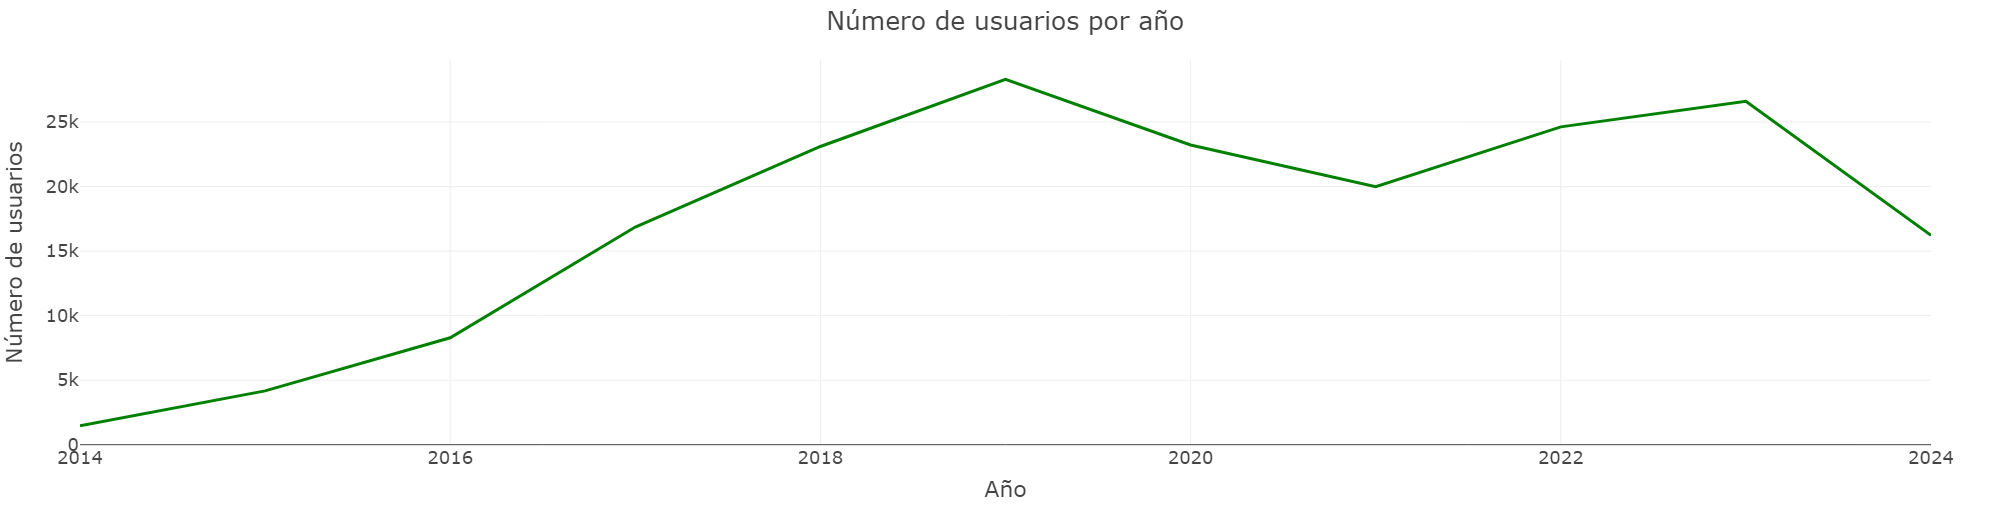 Número de usuarios por año
Número de usuarios
25k
20k
15k
10k
5k
0
2014 2016 2018 2020 2022 2024
Año